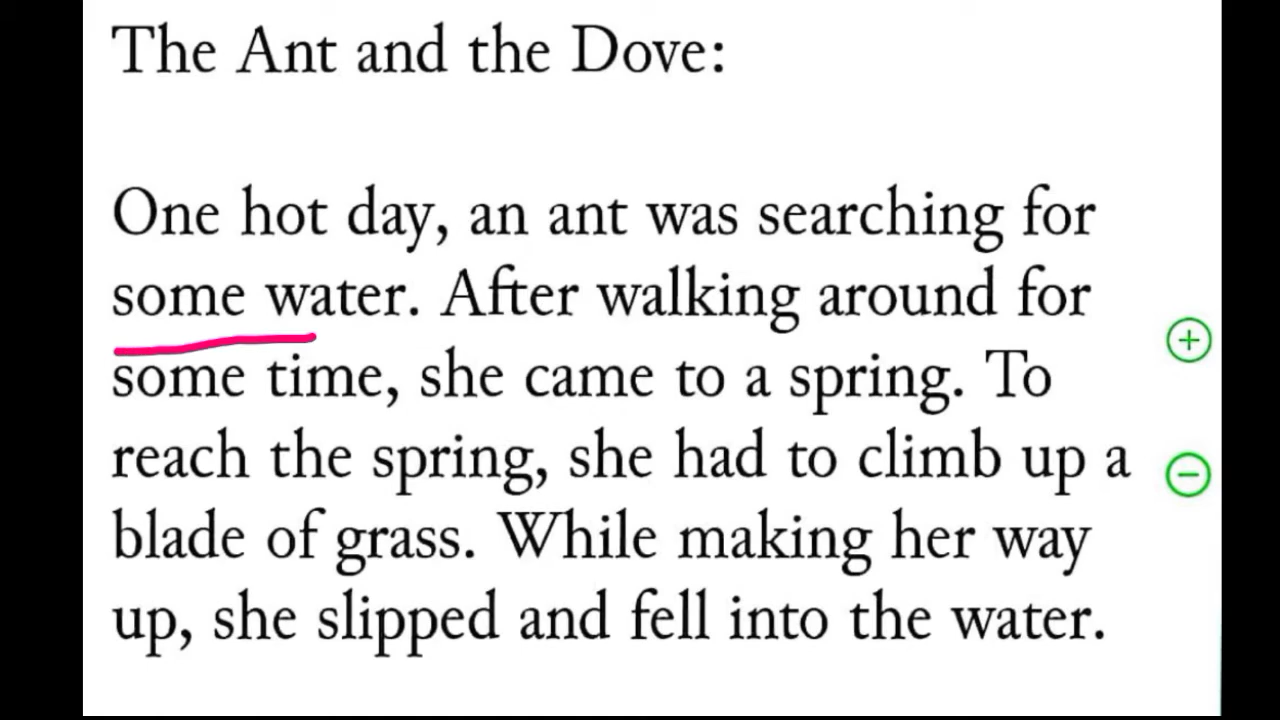 The Ant and the Dove:
One hot day, an ant was searching for
some water. After walking around for
some time, she came to a spring. To
reach the spring, she had to climb up a
blade of grass. While making her way
up, she slipped and fell into the water.